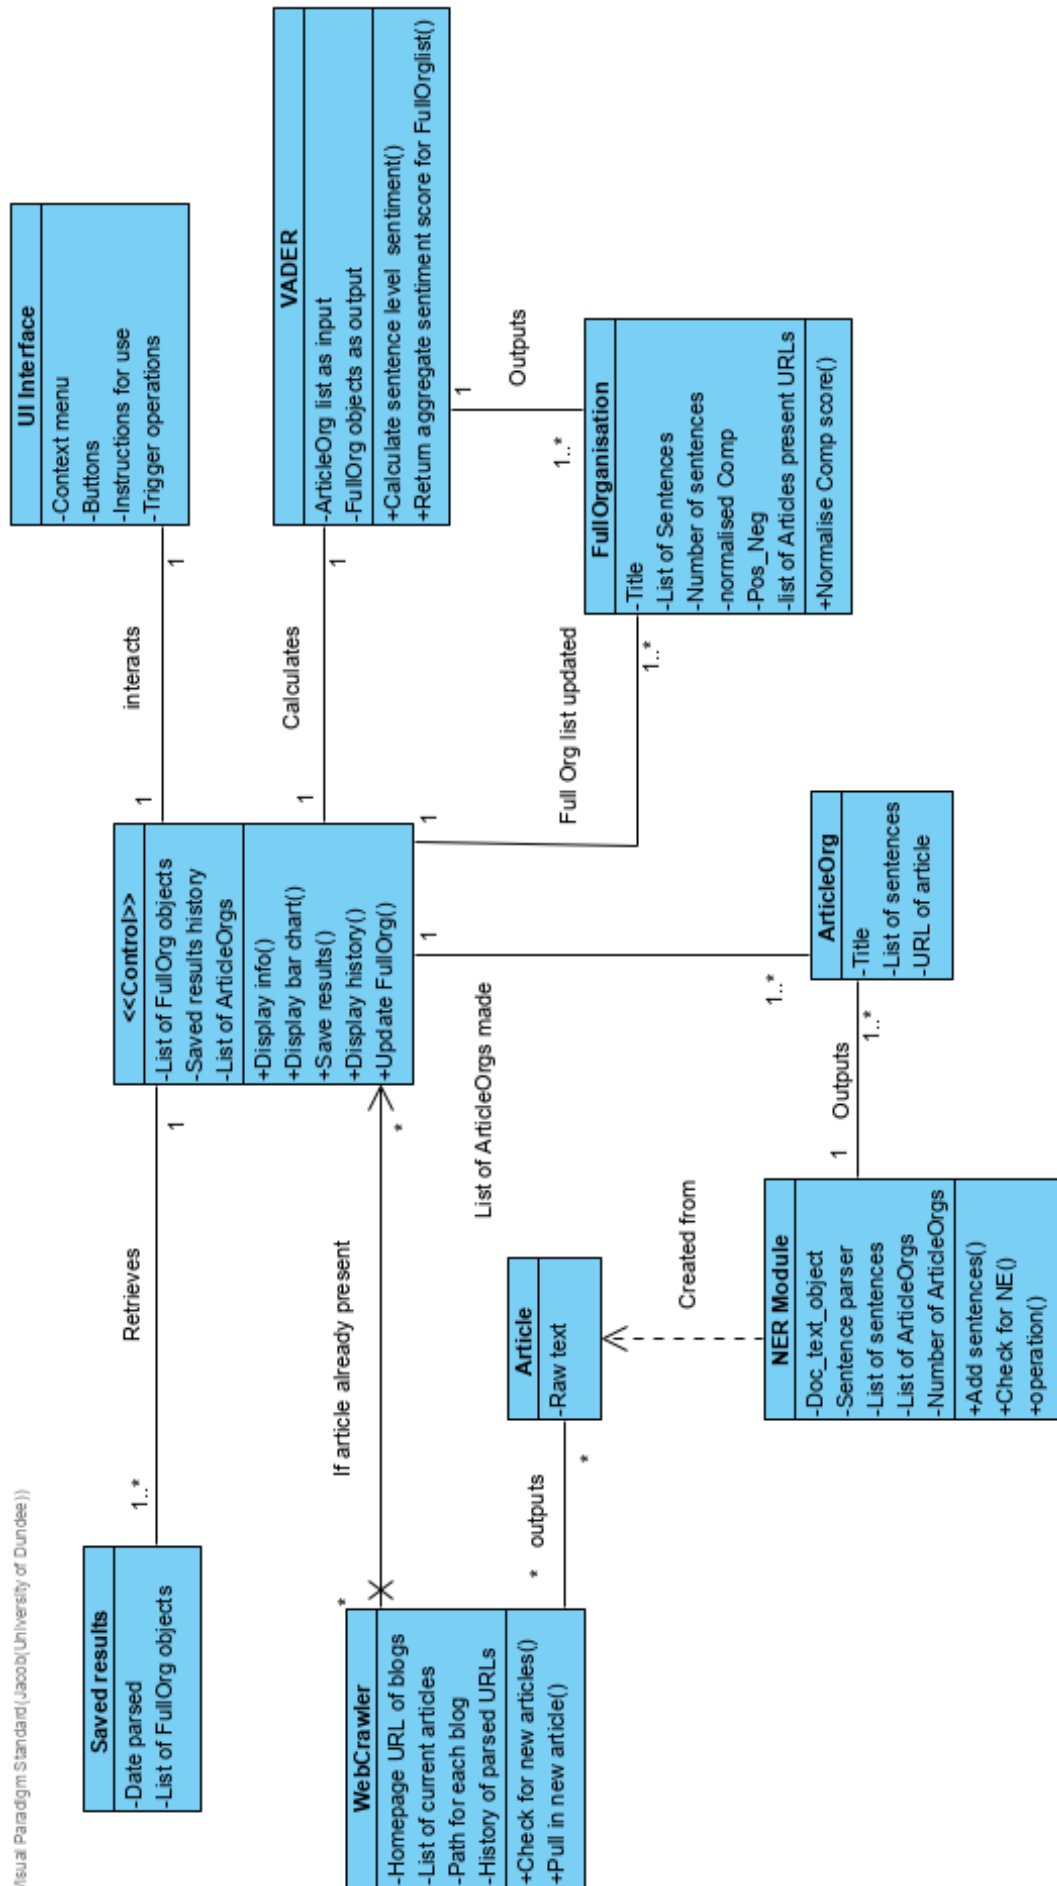 Visual Paradigm Standard(Jacob(University of Dundee))
Saved results
-Date parsed
-List of FullOrg objects
1..*
Retrieves
1
<<Control>>
-List of FullOrg objects
-Saved results history
-List of ArticleOrgs
+Display info()
+Display bar chart()
+Save results()
+Display history()
+Update FullOrg()
1
interacts
1
UI Interface
-Context menu
-Buttons
-Instructions for use
-Trigger operations
WebCrawler
-Homepage URL of blogs
-List of current articles
-Path for each blog
-History of parsed URLs
+Check for new articles()
+Pull in new article()
*
If article already present
*
1
Calculates
1
VADER
-ArticleOrg list as input
-FullOrg objects as output
+Calculate sentence level sentiment()
+Return aggregate sentiment score for FullOrglist()
*
outputs
*
Article
-Raw text
List of ArticleOrgs made
1
1..*
1
Full Org list updated
1..*
1
Outputs
1..*
FullOrganisation
-Title
-List of Sentences
-Number of sentences
-normalised Comp
-Pos_Neg
-list of Articles present URLs
+Normalise Comp score()
Created from
NER Module
-Doc_text_object
-Sentence parser
-List of sentences
-List of ArticleOrgs
-Number of ArticleOrgs
+Add sentences()
+Check for NE()
+operation()
1
Outputs
1..*
ArticleOrg
-Title
-List of sentences
-URL of article